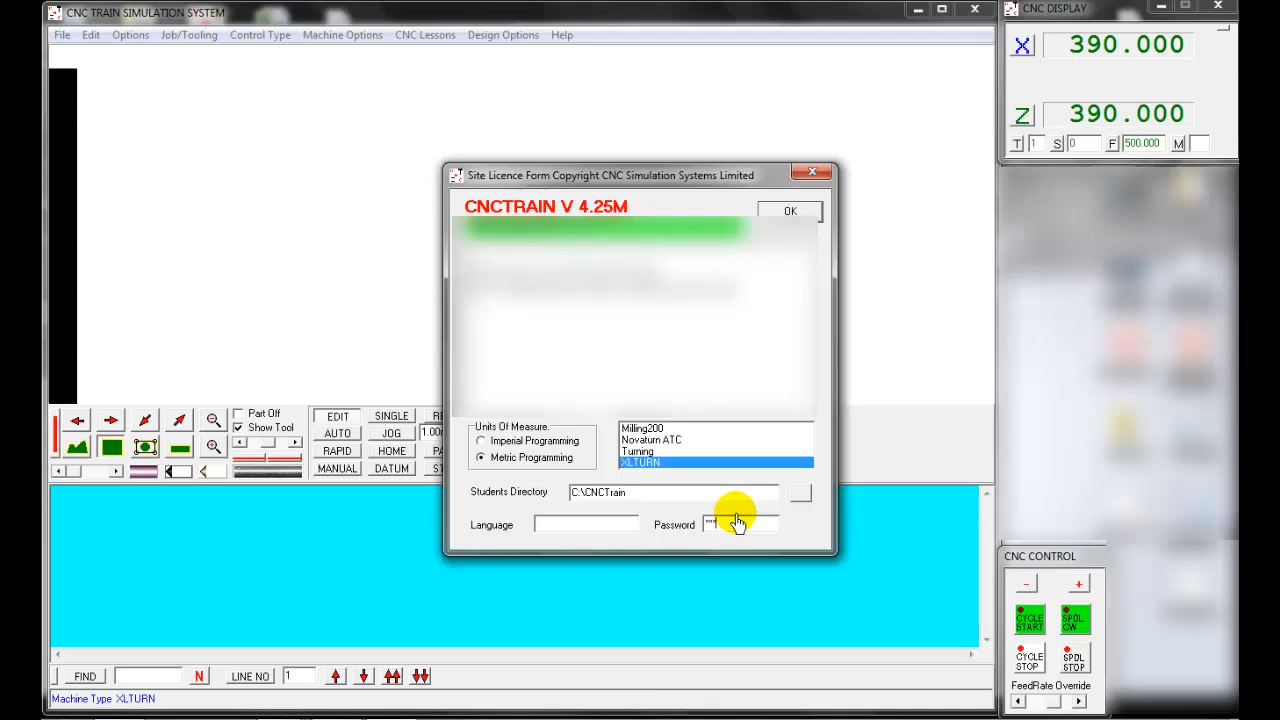 CNC TRAIN SIMULATION SYSTEM
File Edit Options Job/Tooling Control Type Machine Options CNC Lessons Design Options Help
CNC DISPLAY
X 390.000
Z 390.000
T 1 S 0 F 500.000 M
Site Licence Form Copyright CNC Simulation Systems Limited
CNCTRAIN V 4.25M
OK
Units Of Measure.
Imperial Programming
Metric Programming
Milling200
Novaturn ATC
Turning
XLTURN
Students Directory C:\CNCTrain
Language Password ***
Part Off
Show Tool
EDIT SINGLE
AUTO JOG 1.00
RAPID HOME
MANUAL DATUM
FIND N LINE NO 1
Machine Type XLTURN
CNC CONTROL
- +
CYCLE START
SPDL CW
CYCLE STOP
SPDL STOP
FeedRate Override